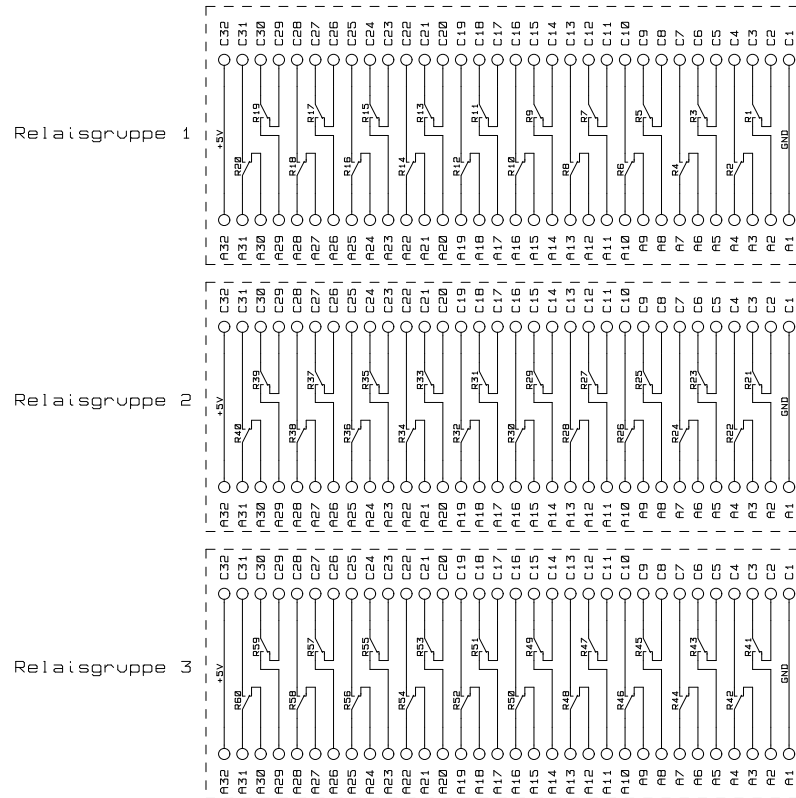 C32 C31 C30 C29 C28 C27 C26 C25 C24 C23 C22 C21 C20 C19 C18 C17 C16 C15 C14 C13 C12 C11 C10 C9 C8 C7 C6 C5 C4 C3 C2 C1
R19 R17 R15 R13 R11 R9 R7 R5 R3 R1
Relaisgruppe 1
+5V GND
R20 R18 R16 R14 R12 R10 R8 R6 R4 R2
A32 A31 A30 A29 A28 A27 A26 A25 A24 A23 A22 A21 A20 A19 A18 A17 A16 A15 A14 A13 A12 A11 A10 A9 A8 A7 A6 A5 A4 A3 A2 A1
C32 C31 C30 C29 C28 C27 C26 C25 C24 C23 C22 C21 C20 C19 C18 C17 C16 C15 C14 C13 C12 C11 C10 C9 C8 C7 C6 C5 C4 C3 C2 C1
R39 R37 R35 R33 R31 R29 R27 R25 R23 R21
Relaisgruppe 2
+5V GND
R40 R38 R36 R34 R32 R30 R28 R26 R24 R22
A32 A31 A30 A29 A28 A27 A26 A25 A24 A23 A22 A21 A20 A19 A18 A17 A16 A15 A14 A13 A12 A11 A10 A9 A8 A7 A6 A5 A4 A3 A2 A1
C32 C31 C30 C29 C28 C27 C26 C25 C24 C23 C22 C21 C20 C19 C18 C17 C16 C15 C14 C13 C12 C11 C10 C9 C8 C7 C6 C5 C4 C3 C2 C1
R59 R57 R55 R53 R51 R49 R47 R45 R43 R41
Relaisgruppe 3
+5V GND
R60 R58 R56 R54 R52 R50 R48 R46 R44 R42
A32 A31 A30 A29 A28 A27 A26 A25 A24 A23 A22 A21 A20 A19 A18 A17 A16 A15 A14 A13 A12 A11 A10 A9 A8 A7 A6 A5 A4 A3 A2 A1